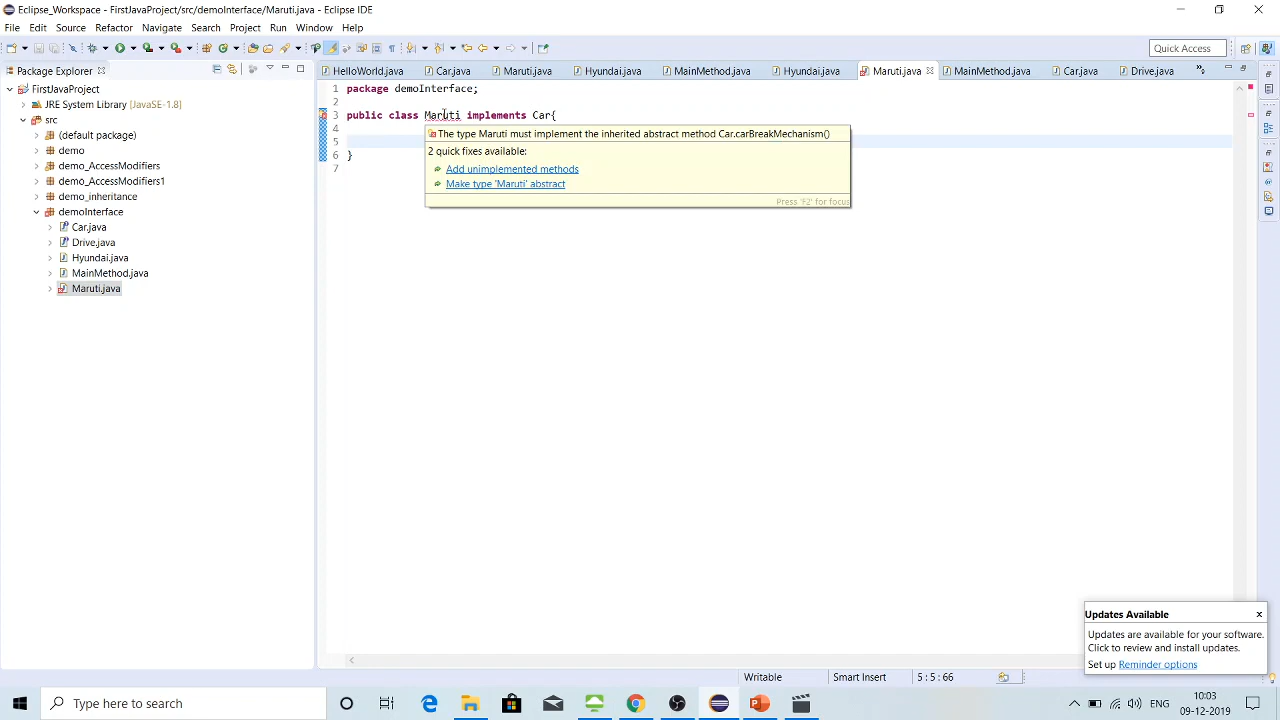 Eclipse_Workspace - FirstJavaProject/src/demoInterface/Maruti.java - Eclipse IDE
File Edit Source Refactor Navigate Search Project Run Window Help
Quick Access
Package Explorer
HelloWorld.java Car.java Maruti.java Hyundai.java MainMethod.java Hyundai.java Maruti.java MainMethod.java Car.java Drive.java
FirstJavaProject
JRE System Library [JavaSE-1.8]
src
(default package)
demo
demo_AccessModifiers
demo_AccessModifiers1
demo_inheritance
demoInterface
Car.java
Drive.java
Hyundai.java
MainMethod.java
Maruti.java
1 package demoInterface;
2
3 public class Maruti implements Car{
4
5
6 }
7
The type Maruti must implement the inherited abstract method Car.carBreakMechanism()
2 quick fixes available:
Add unimplemented methods
Make type 'Maruti' abstract
Press 'F2' for focus
Updates Available
Updates are available for your software.
Click to review and install updates.
Set up Reminder options
Writable Smart Insert 5 : 5 : 66
Type here to search
ENG
10:03
09-12-2019